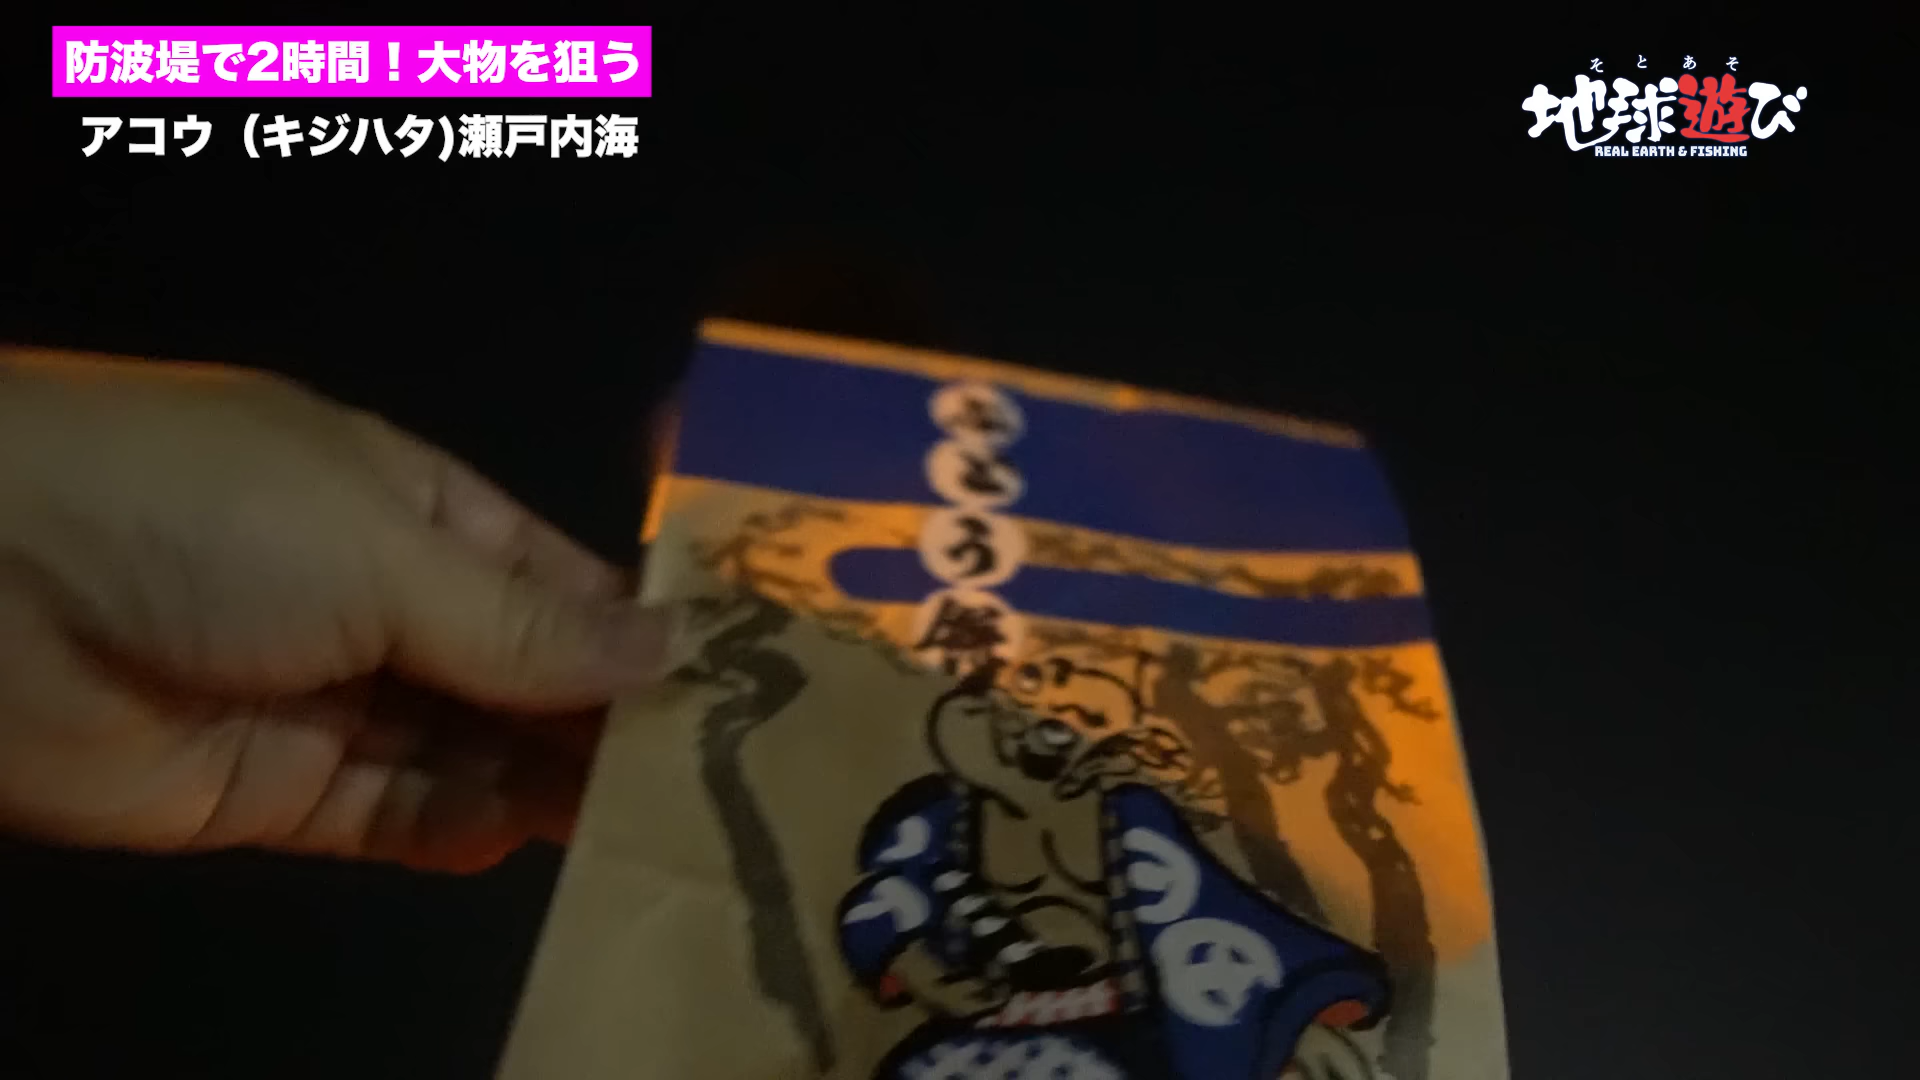 防波堤で2時間！大物を狙う
アコウ（キジハタ)瀬戸内海
そとあそ
地球遊び
REAL EARTH & FISHING
とう餅